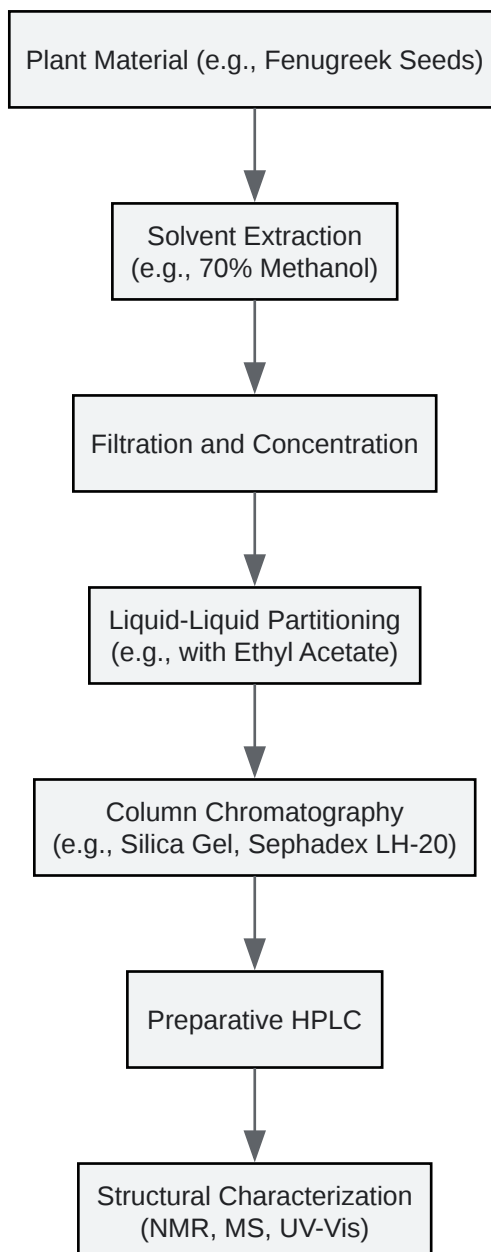 Plant Material (e.g., Fenugreek Seeds)
Solvent Extraction
(e.g., 70% Methanol)
Filtration and Concentration
Liquid-Liquid Partitioning
(e.g., with Ethyl Acetate)
Column Chromatography
(e.g., Silica Gel, Sephadex LH-20)
Preparative HPLC
Structural Characterization
(NMR, MS, UV-Vis)